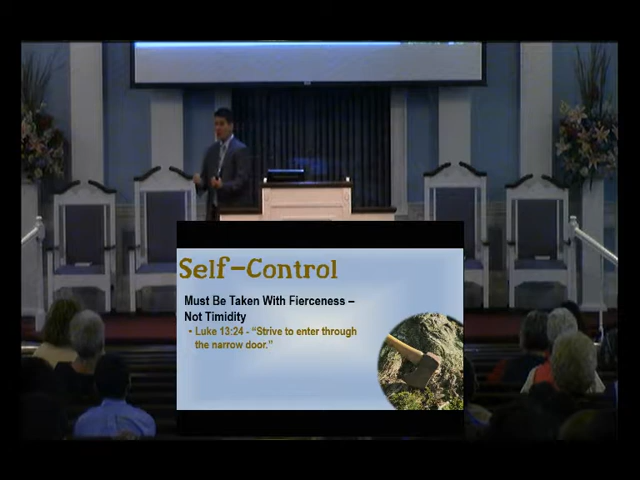 Self-Control
Must Be Taken With Fierceness –
Not Timidity
• Luke 13:24 - "Strive to enter through
the narrow door."